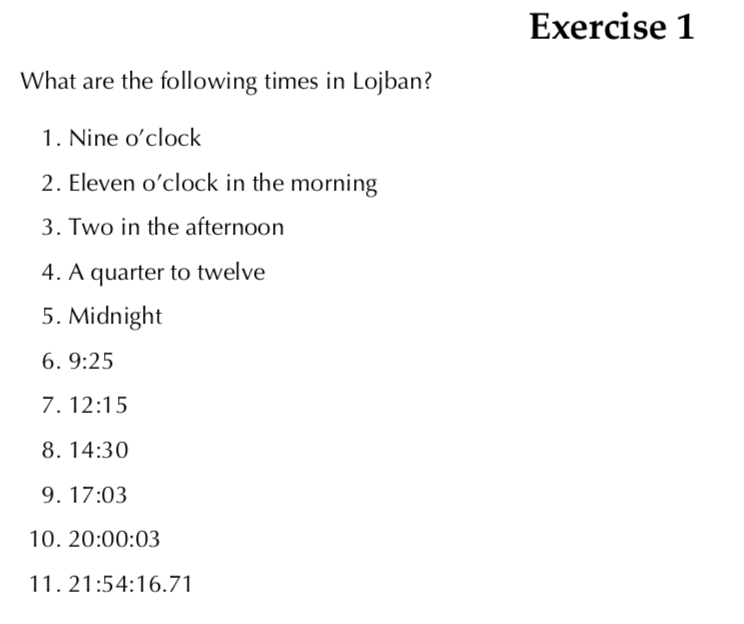 Exercise 1
What are the following times in Lojban?
1. Nine o’clock
2. Eleven o’clock in the morning
3. Two in the afternoon
4. A quarter to twelve
5. Midnight
6. 9:25
7. 12:15
8. 14:30
9. 17:03
10. 20:00:03
11. 21:54:16.71